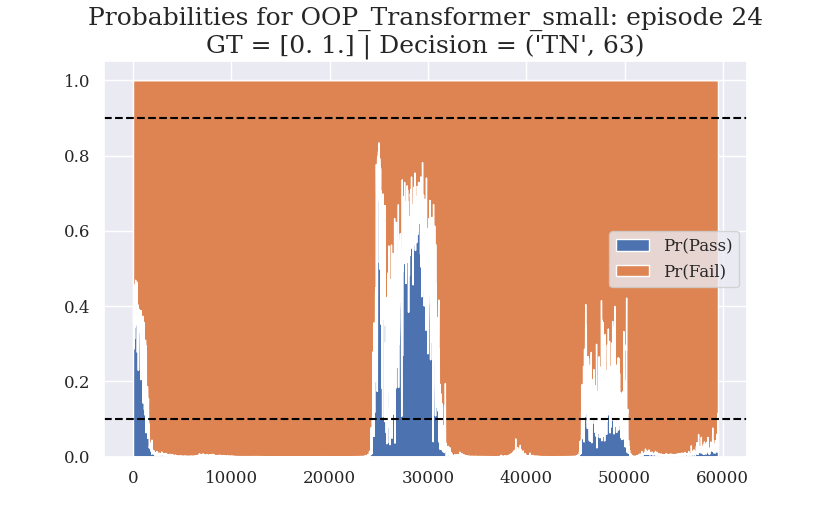 Probabilities for OOP_Transformer_small: episode 24
GT = [0. 1.] | Decision = ('TN', 63)
1.0
0.8
0.6
0.4
0.2
0.0
Pr(Pass)
Pr(Fail)
0 10000 20000 30000 40000 50000 60000